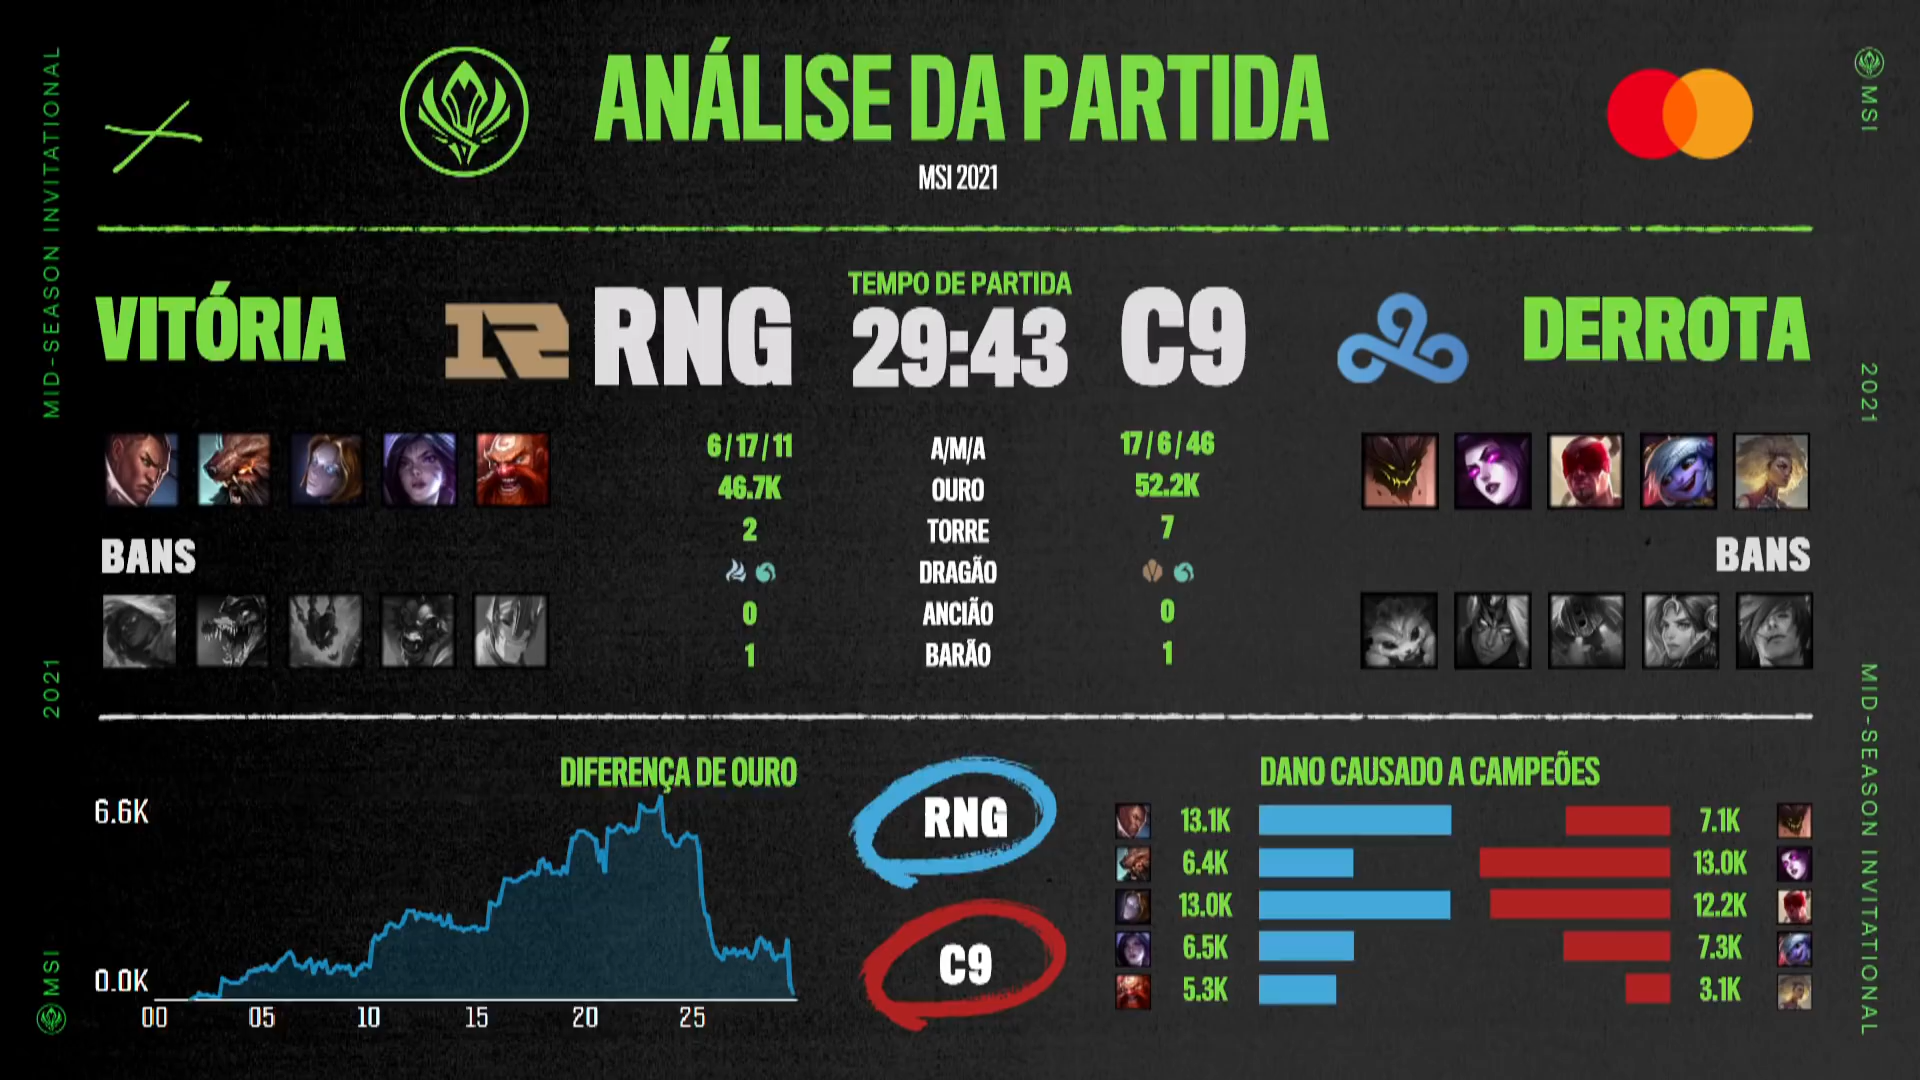 ANÁLISE DA PARTIDA
MSI 2021
MID-SEASON INVITATIONAL
2021
MSI
MSI
2021
MID-SEASON INVITATIONAL
VITÓRIA
RNG
TEMPO DE PARTIDA
29:43
C9
DERROTA
6/17/11 A/M/A 17/6/46
46.7K OURO 52.2K
2 TORRE 7
DRAGÃO
0 ANCIÃO 0
1 BARÃO 1
BANS
BANS
DIFERENÇA DE OURO
6.6K
0.0K
00 05 10 15 20 25
RNG
C9
DANO CAUSADO A CAMPEÕES
13.1K 7.1K
6.4K 13.0K
13.0K 12.2K
6.5K 7.3K
5.3K 3.1K